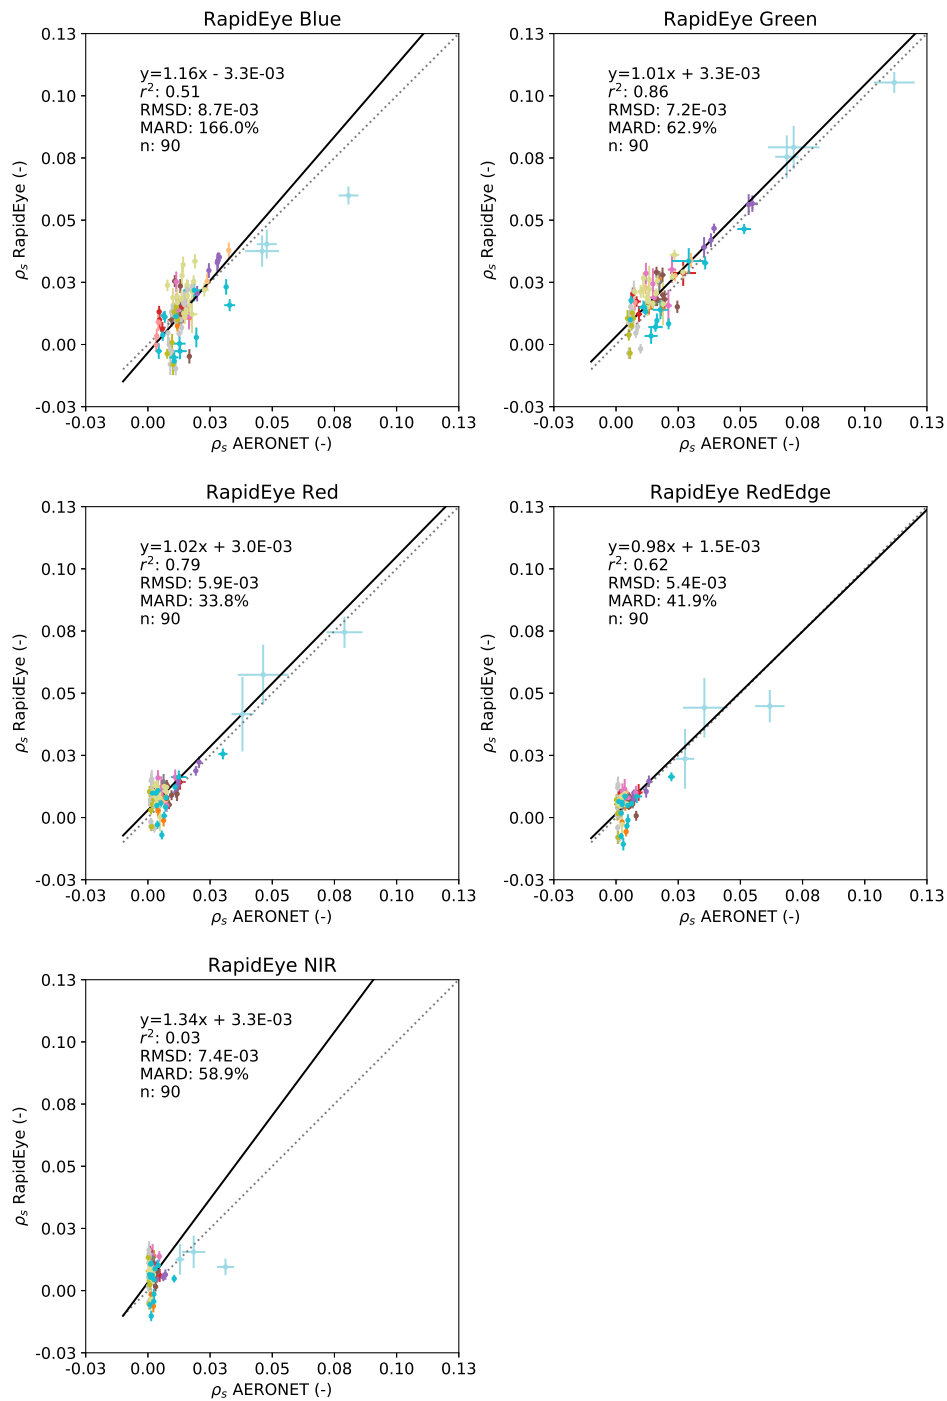 RapidEye Blue
0.13
0.10
0.08
0.05
0.03
0.00
-0.03
ρs RapidEye (-)
y=1.16x - 3.3E-03
r²: 0.51
RMSD: 8.7E-03
MARD: 166.0%
n: 90
-0.03 0.00 0.03 0.05 0.08 0.10 0.13
ρs AERONET (-)
RapidEye Green
0.13
0.10
0.08
0.05
0.03
0.00
-0.03
ρs RapidEye (-)
y=1.01x + 3.3E-03
r²: 0.86
RMSD: 7.2E-03
MARD: 62.9%
n: 90
-0.03 0.00 0.03 0.05 0.08 0.10 0.13
ρs AERONET (-)
RapidEye Red
0.13
0.10
0.08
0.05
0.03
0.00
-0.03
ρs RapidEye (-)
y=1.02x + 3.0E-03
r²: 0.79
RMSD: 5.9E-03
MARD: 33.8%
n: 90
-0.03 0.00 0.03 0.05 0.08 0.10 0.13
ρs AERONET (-)
RapidEye RedEdge
0.13
0.10
0.08
0.05
0.03
0.00
-0.03
ρs RapidEye (-)
y=0.98x + 1.5E-03
r²: 0.62
RMSD: 5.4E-03
MARD: 41.9%
n: 90
-0.03 0.00 0.03 0.05 0.08 0.10 0.13
ρs AERONET (-)
RapidEye NIR
0.13
0.10
0.08
0.05
0.03
0.00
-0.03
ρs RapidEye (-)
y=1.34x + 3.3E-03
r²: 0.03
RMSD: 7.4E-03
MARD: 58.9%
n: 90
-0.03 0.00 0.03 0.05 0.08 0.10 0.13
ρs AERONET (-)